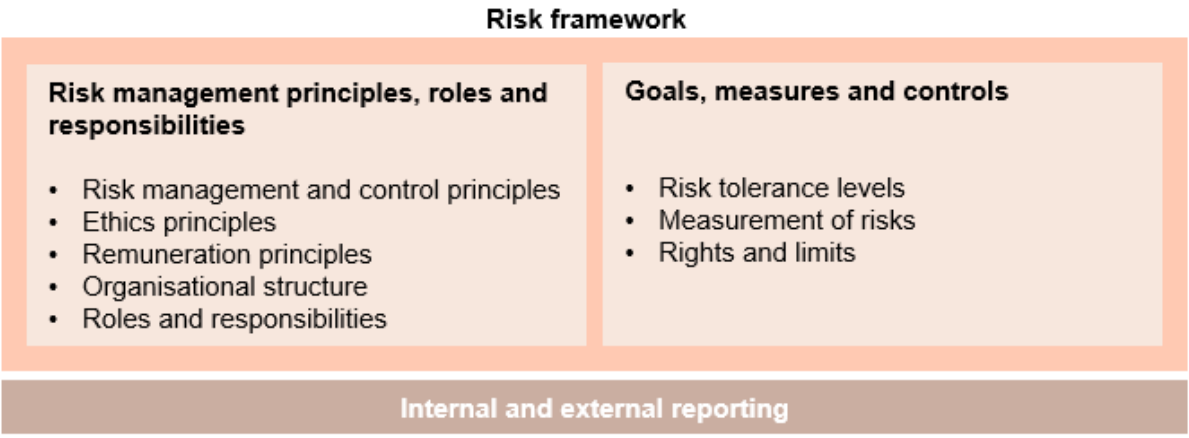 Risk framework
Risk management principles, roles and
responsibilities
• Risk management and control principles
• Ethics principles
• Remuneration principles
• Organisational structure
• Roles and responsibilities
Goals, measures and controls
• Risk tolerance levels
• Measurement of risks
• Rights and limits
Internal and external reporting